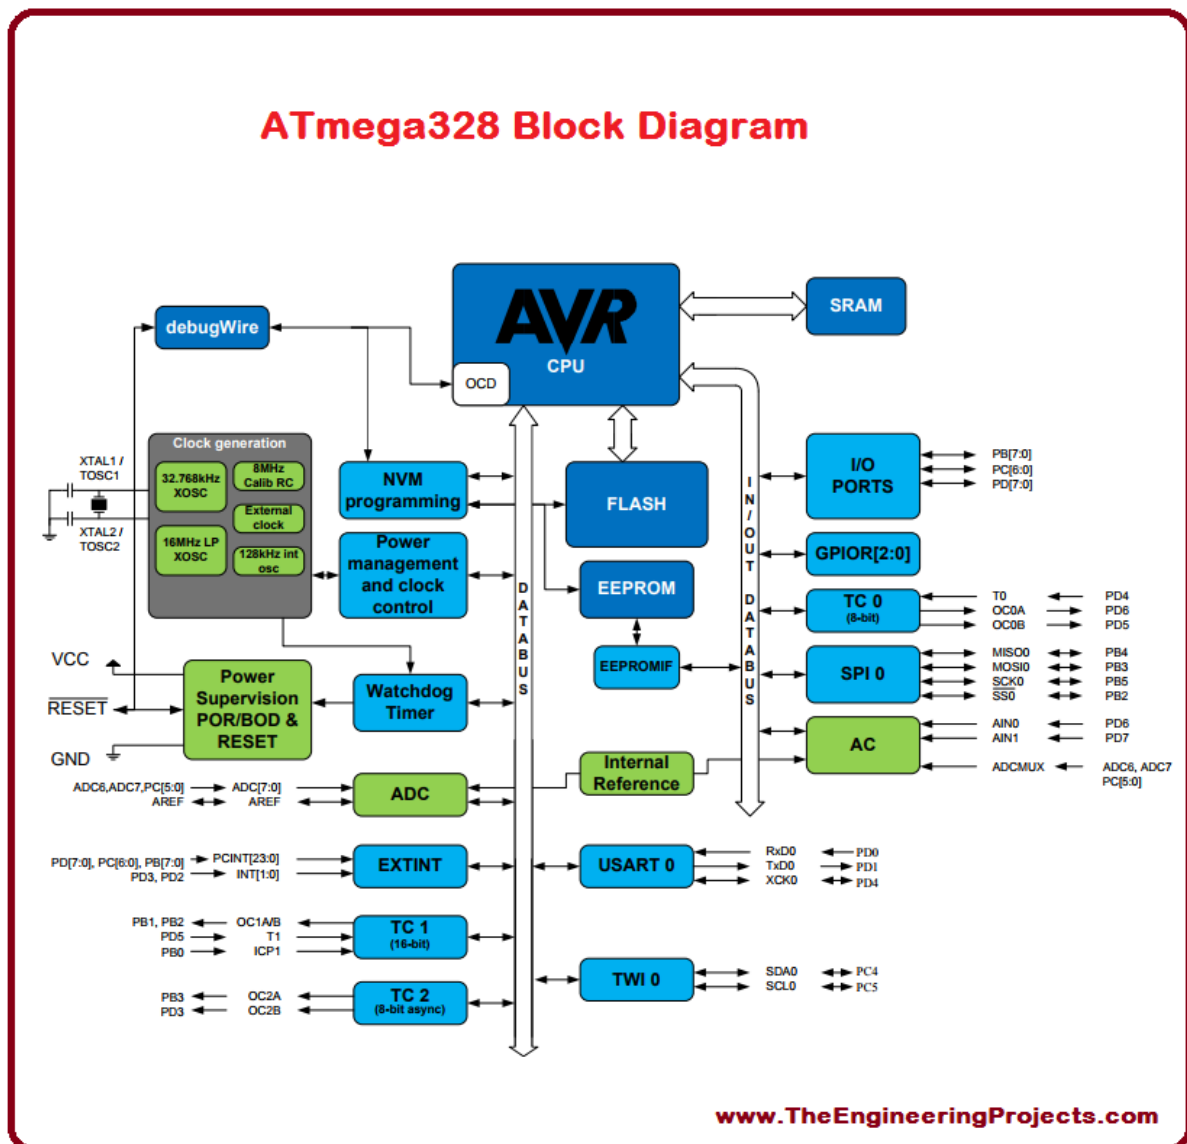 ATmega328 Block Diagram
AVR
CPU
OCD
SRAM
debugWire
Clock generation
32.768kHz
XOSC
8MHz
Calib RC
External
clock
16MHz LP
XOSC
128kHz int
osc
XTAL1 /
TOSC1
XTAL2 /
TOSC2
NVM
programming
FLASH
Power
management
and clock
control
EEPROM
EEPROMIF
DATABUS
IN/OUT DATABUS
I/O
PORTS
PB[7:0]
PC[6:0]
PD[7:0]
GPIOR[2:0]
TC 0
(8-bit)
T0 PD4
OC0A PD6
OC0B PD5
SPI 0
MISO0 PB4
MOSI0 PB3
SCK0 PB5
SS0 PB2
AC
AIN0 PD6
AIN1 PD7
ADCMUX ADC6, ADC7
PC[5:0]
VCC
RESET
GND
Power
Supervision
POR/BOD &
RESET
Watchdog
Timer
Internal
Reference
ADC6,ADC7,PC[5:0] ADC[7:0]
AREF AREF
ADC
PD[7:0], PC[6:0], PB[7:0] PCINT[23:0]
PD3, PD2 INT[1:0]
EXTINT
USART 0
RxD0 PD0
TxD0 PD1
XCK0 PD4
PB1, PB2 OC1A/B
PD5 T1
PB0 ICP1
TC 1
(16-bit)
TWI 0
SDA0 PC4
SCL0 PC5
PB3 OC2A
PD3 OC2B
TC 2
(8-bit async)
www.TheEngineeringProjects.com